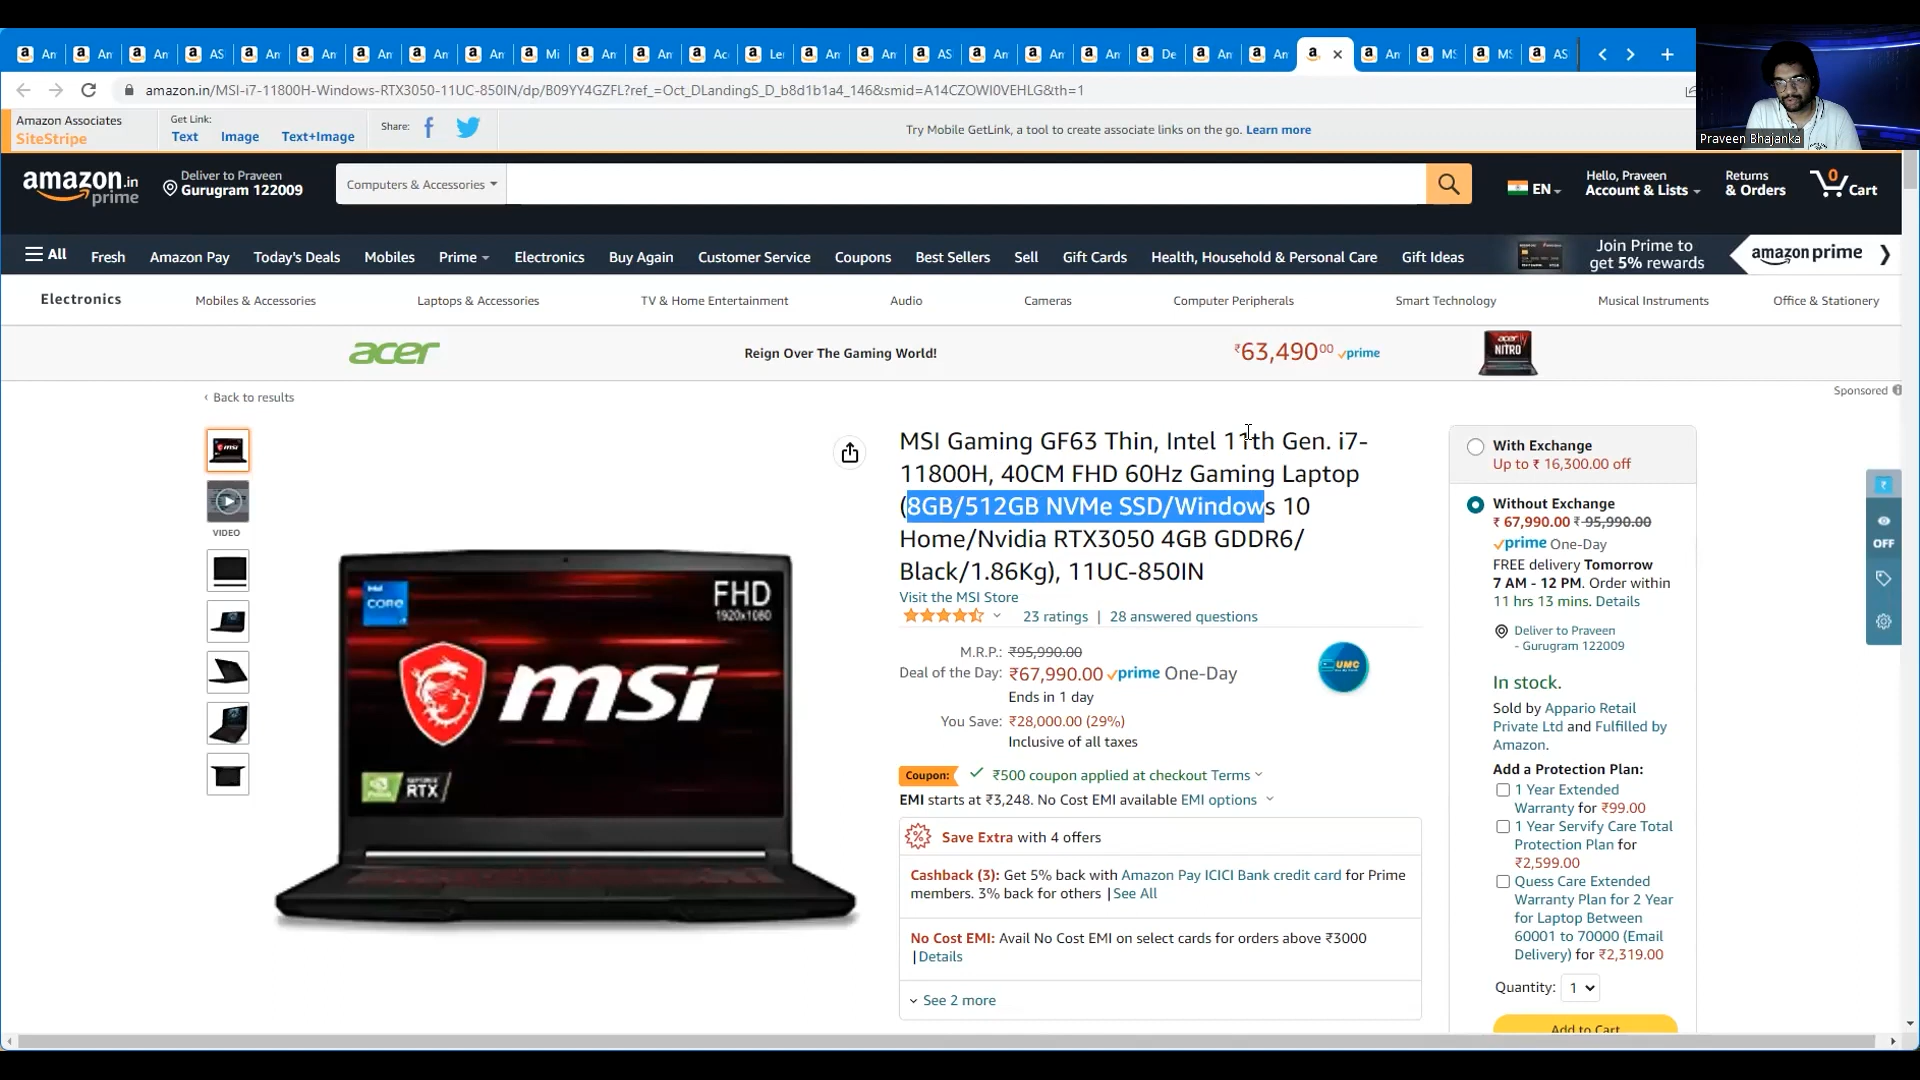 An
An
An
AS
An
An
An
An
An
Mi
An
An
Ac
Le
An
An
AS
An
An
An
De
An
An
An
MS
MS
AS
amazon.in/MSI-i7-11800H-Windows-RTX3050-11UC-850IN/dp/B09YY4GZFL?ref_=Oct_DLandingS_D_b8d1b1a4_146&smid=A14CZOWI0VEHLG&th=1
Praveen Bhajanka
Amazon Associates
SiteStripe
Get Link:
Text
Image
Text+Image
Share:
Try Mobile GetLink, a tool to create associate links on the go. Learn more
amazon.in
prime
Deliver to Praveen
Gurugram 122009
Computers & Accessories
EN
Hello, Praveen
Account & Lists
Returns
& Orders
0
Cart
All
Fresh
Amazon Pay
Today's Deals
Mobiles
Prime
Electronics
Buy Again
Customer Service
Coupons
Best Sellers
Sell
Gift Cards
Health, Household & Personal Care
Gift Ideas
Join Prime to
get 5% rewards
amazon prime
Electronics
Mobiles & Accessories
Laptops & Accessories
TV & Home Entertainment
Audio
Cameras
Computer Peripherals
Smart Technology
Musical Instruments
Office & Stationery
acer
Reign Over The Gaming World!
₹63,49000 prime
NITRO
Sponsored
‹ Back to results
VIDEO
msi
intel
CORE
FHD
1920x1080
msi
GEFORCE
RTX
MSI Gaming GF63 Thin, Intel 11th Gen. i7-
11800H, 40CM FHD 60Hz Gaming Laptop
(8GB/512GB NVMe SSD/Windows 10
Home/Nvidia RTX3050 4GB GDDR6/
Black/1.86Kg), 11UC-850IN
Visit the MSI Store
23 ratings | 28 answered questions
M.R.P.: ₹95,990.00
Deal of the Day: ₹67,990.00 prime One-Day
Ends in 1 day
You Save: ₹28,000.00 (29%)
Inclusive of all taxes
UMC
Coupon: ₹500 coupon applied at checkout Terms
EMI starts at ₹3,248. No Cost EMI available EMI options
Save Extra with 4 offers
Cashback (3): Get 5% back with Amazon Pay ICICI Bank credit card for Prime
members. 3% back for others |See All
No Cost EMI: Avail No Cost EMI on select cards for orders above ₹3000
|Details
See 2 more
With Exchange
Up to ₹ 16,300.00 off
Without Exchange
₹ 67,990.00 ₹ 95,990.00
prime One-Day
FREE delivery Tomorrow
7 AM - 12 PM. Order within
11 hrs 13 mins. Details
Deliver to Praveen
- Gurugram 122009
In stock.
Sold by Appario Retail
Private Ltd and Fulfilled by
Amazon.
Add a Protection Plan:
1 Year Extended
Warranty for ₹99.00
1 Year Servify Care Total
Protection Plan for
₹2,599.00
Quess Care Extended
Warranty Plan for 2 Year
for Laptop Between
60001 to 70000 (Email
Delivery) for ₹2,319.00
Quantity: 1
Add to Cart
₹
OFF